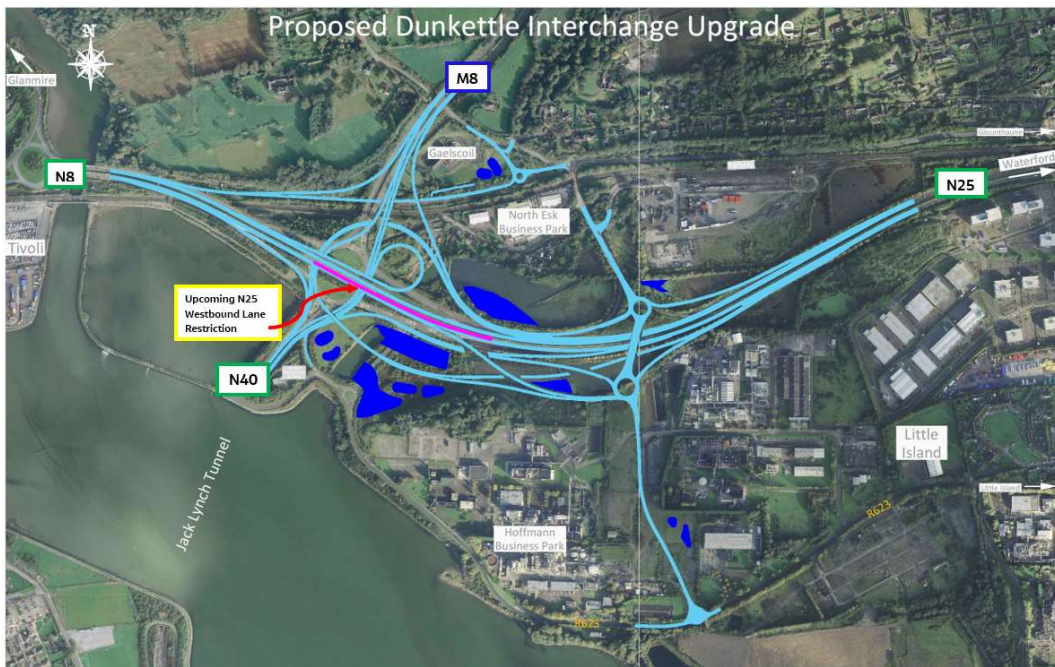 Proposed Dunkettle Interchange Upgrade
N
Glanmire
M8
Gaelscoil
Glounthaune
Waterford
N8
N25
North Esk
Business Park
Tivoli
Upcoming N25
Westbound Lane
Restriction
N40
Jack Lynch Tunnel
Little
Island
Little Island
R623
Hoffmann
Business Park
R623